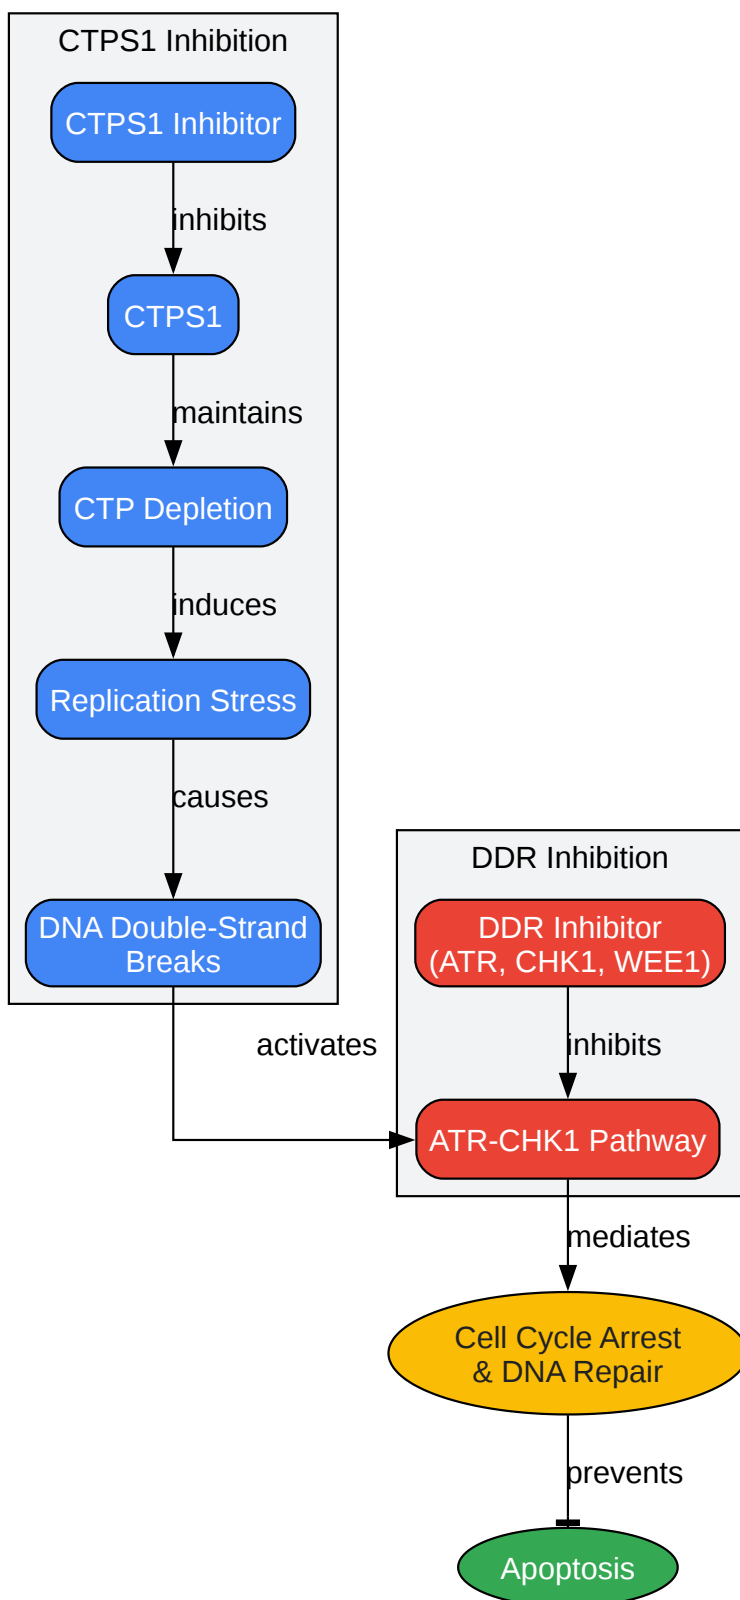 CTPS1 Inhibition
CTPS1 Inhibitor
inhibits
CTPS1
maintains
CTP Depletion
induces
Replication Stress
causes
DNA Double-Strand
Breaks
activates
DDR Inhibition
DDR Inhibitor
(ATR, CHK1, WEE1)
inhibits
ATR-CHK1 Pathway
mediates
Cell Cycle Arrest
& DNA Repair
prevents
Apoptosis